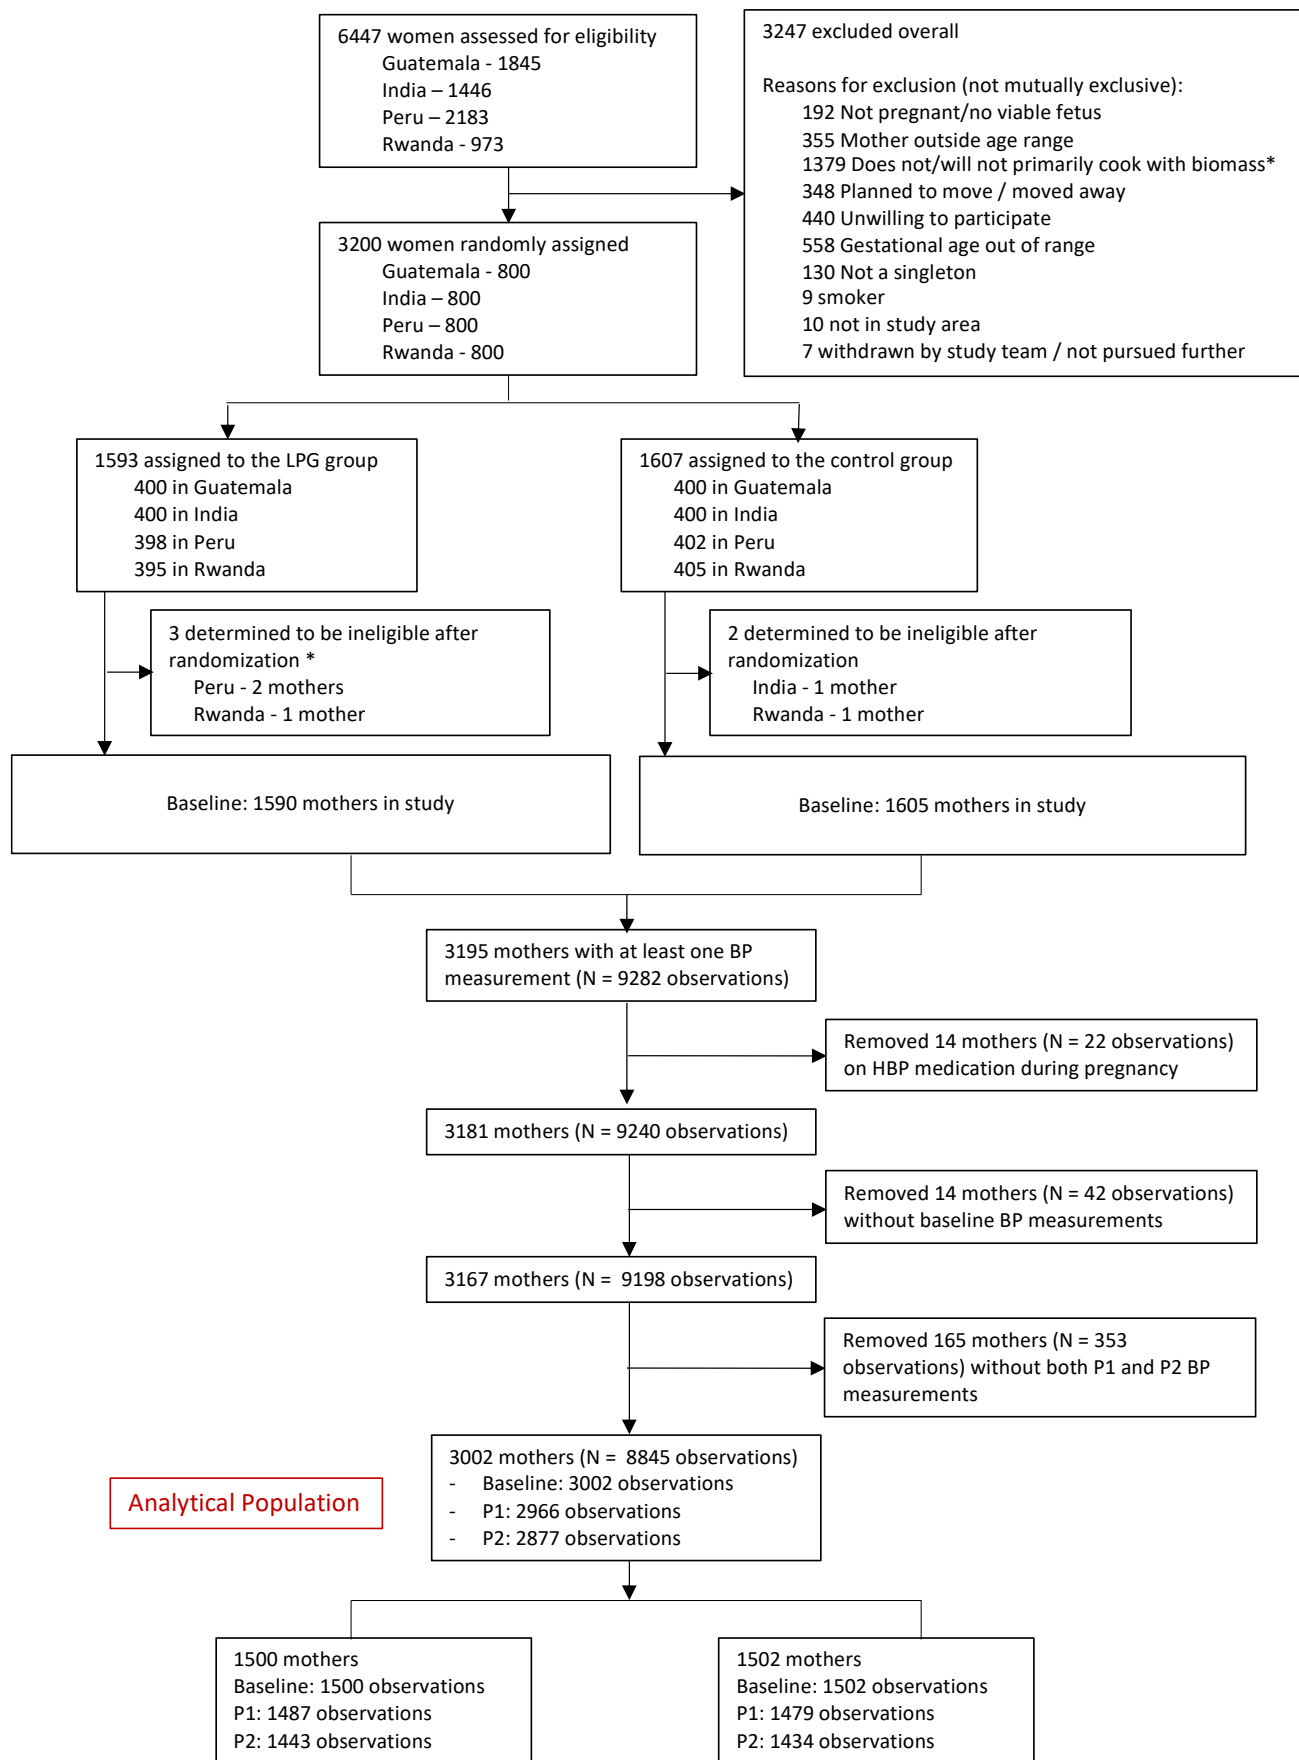 6447 women assessed for eligibility
Guatemala - 1845
India – 1446
Peru – 2183
Rwanda - 973
3247 excluded overall
Reasons for exclusion (not mutually exclusive):
192 Not pregnant/no viable fetus
355 Mother outside age range
1379 Does not/will not primarily cook with biomass*
348 Planned to move / moved away
440 Unwilling to participate
558 Gestational age out of range
130 Not a singleton
9 smoker
10 not in study area
7 withdrawn by study team / not pursued further
3200 women randomly assigned
Guatemala - 800
India – 800
Peru – 800
Rwanda - 800
1593 assigned to the LPG group
400 in Guatemala
400 in India
398 in Peru
395 in Rwanda
1607 assigned to the control group
400 in Guatemala
400 in India
402 in Peru
405 in Rwanda
3 determined to be ineligible after
randomization *
Peru - 2 mothers
Rwanda - 1 mother
2 determined to be ineligible after
randomization
India - 1 mother
Rwanda - 1 mother
Baseline: 1590 mothers in study
Baseline: 1605 mothers in study
3195 mothers with at least one BP
measurement (N = 9282 observations)
Removed 14 mothers (N = 22 observations)
on HBP medication during pregnancy
3181 mothers (N = 9240 observations)
Removed 14 mothers (N = 42 observations)
without baseline BP measurements
3167 mothers (N = 9198 observations)
Removed 165 mothers (N = 353
observations) without both P1 and P2 BP
measurements
3002 mothers (N = 8845 observations)
- Baseline: 3002 observations
- P1: 2966 observations
- P2: 2877 observations
Analytical Population
1500 mothers
Baseline: 1500 observations
P1: 1487 observations
P2: 1443 observations
1502 mothers
Baseline: 1502 observations
P1: 1479 observations
P2: 1434 observations